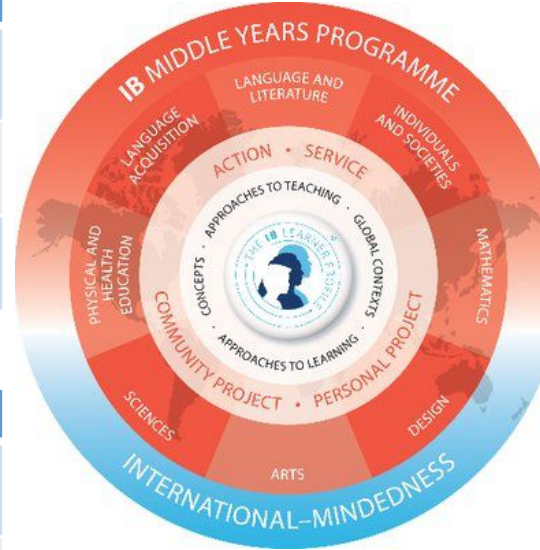 IB MIDDLE YEARS PROGRAMME
LANGUAGE AND
LITERATURE
LANGUAGE
ACQUISITION
INDIVIDUALS
AND SOCIETIES
PHYSICAL AND
HEALTH
EDUCATION
MATHEMATICS
SCIENCES
DESIGN
ARTS
ACTION • SERVICE
COMMUNITY PROJECT • PERSONAL PROJECT
APPROACHES TO TEACHING · GLOBAL CONTEXTS ·
CONCEPTS · APPROACHES TO LEARNING ·
THE IB LEARNER PROFILE
INTERNATIONAL–MINDEDNESS